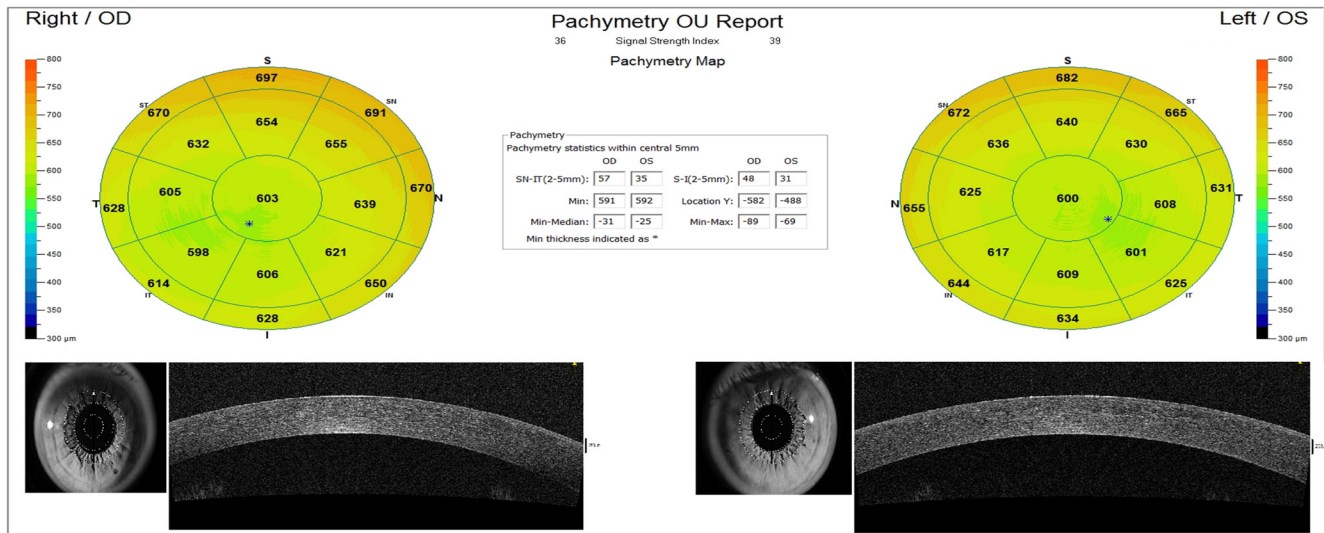 Right / OD
Pachymetry OU Report
Left / OS
36 Signal Strength Index 39
Pachymetry Map
800
750
700
650
600
550
500
450
400
350
300 µm
S
697
ST
670
SN
691
654
632
655
T
628
605
603
639
670
N
598
621
606
IT
614
650
IN
628
I
Pachymetry
Pachymetry statistics within central 5mm
OD OS OD OS
SN-IT(2-5mm): 57 35 S-I(2-5mm): 48 31
Min: 591 592 Location Y: -582 -488
Min-Median: -31 -25 Min-Max: -89 -69
Min thickness indicated as *
S
682
SN
672
ST
665
640
636
630
N
655
625
600
608
631
T
617
601
609
IN
644
625
IT
634
I
800
750
700
650
600
550
500
450
400
350
300 µm